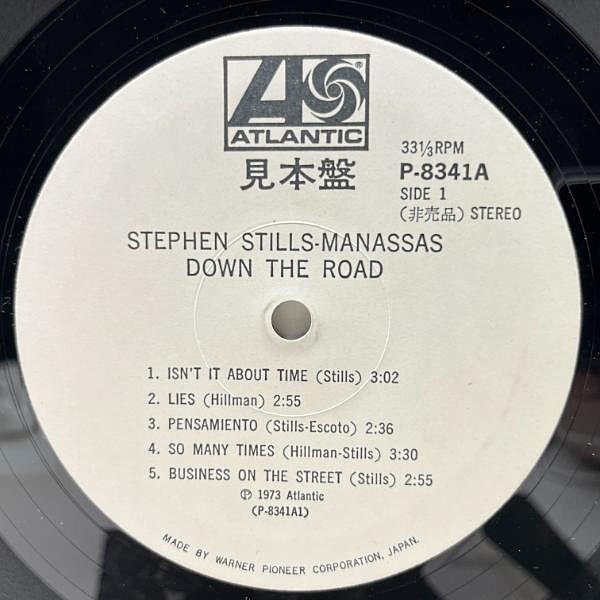 ATLANTIC
®
見本盤
33⅓RPM
P-8341A
SIDE 1
(非売品) STEREO
STEPHEN STILLS-MANASSAS
DOWN THE ROAD
1. ISN'T IT ABOUT TIME (Stills) 3:02
2. LIES (Hillman) 2:55
3. PENSAMIENTO (Stills-Escoto) 2:36
4. SO MANY TIMES (Hillman-Stills) 3:30
5. BUSINESS ON THE STREET (Stills) 2:55
℗ 1973 Atlantic
(P-8341A1)
MADE BY WARNER PIONEER CORPORATION, JAPAN.